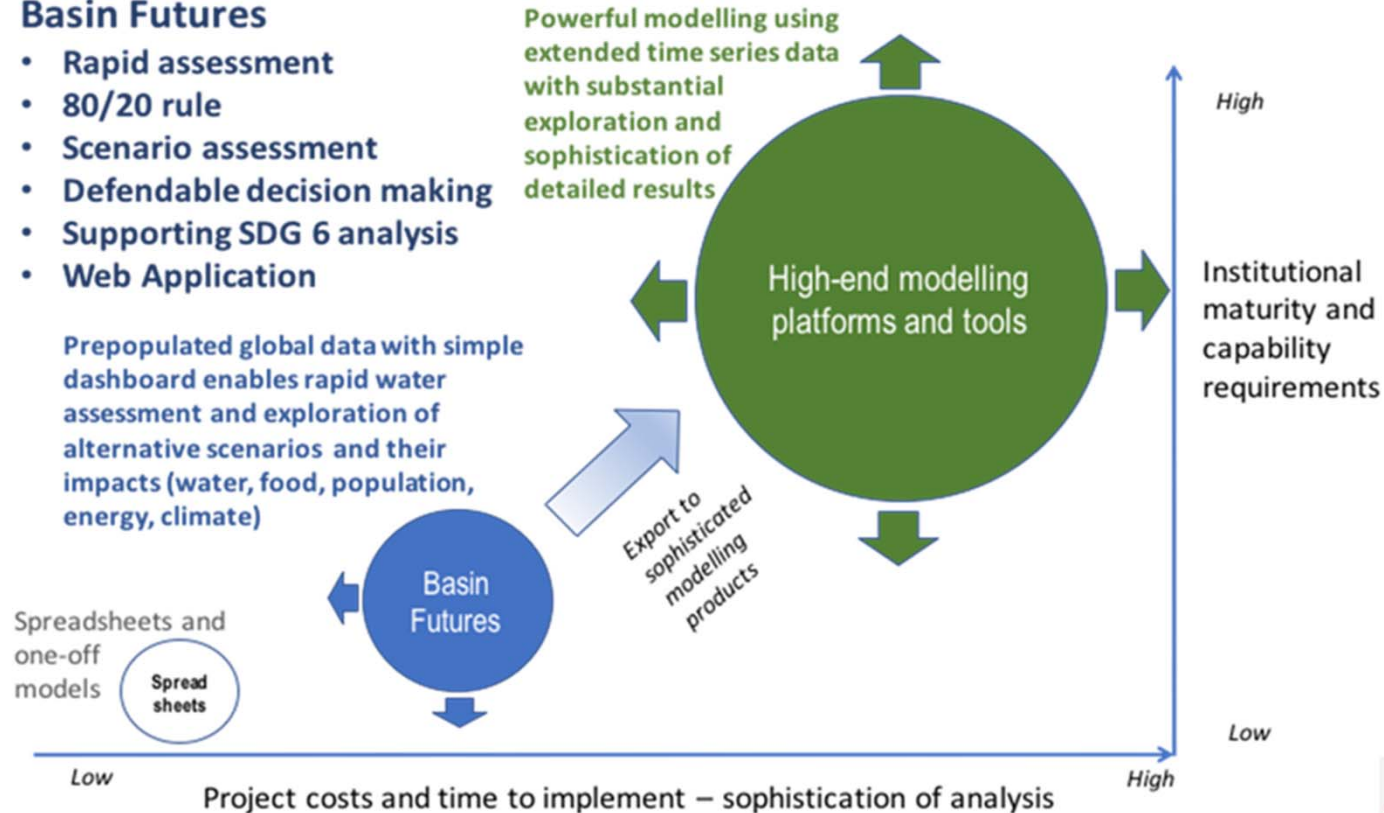 Basin Futures
• Rapid assessment
• 80/20 rule
• Scenario assessment
• Defendable decision making
• Supporting SDG 6 analysis
• Web Application
Powerful modelling using
extended time series data
with substantial
exploration and
sophistication of
detailed results
High
High-end modelling
platforms and tools
Institutional
maturity and
capability
requirements
Prepopulated global data with simple
dashboard enables rapid water
assessment and exploration of
alternative scenarios and their
impacts (water, food, population,
energy, climate)
Export to
sophisticated
modelling
products
Basin
Futures
Spreadsheets and
one-off
models
Spread
sheets
Low
Low
High
Project costs and time to implement – sophistication of analysis